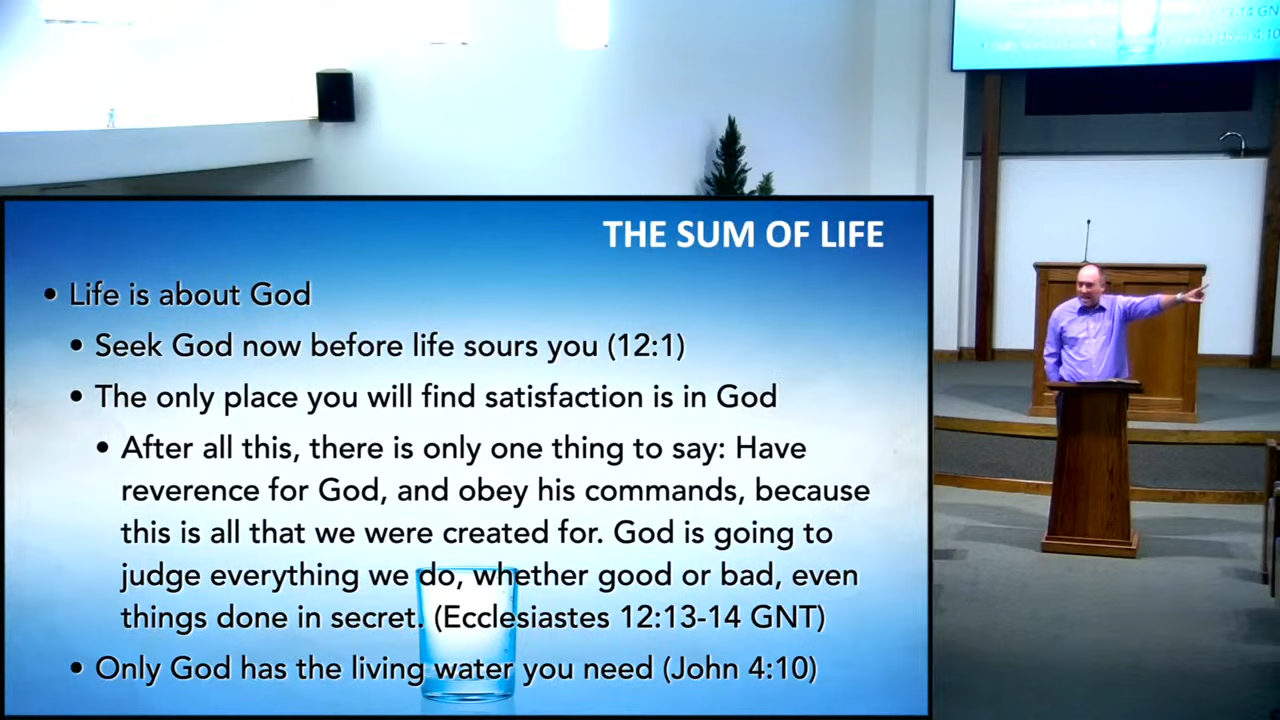 THE SUM OF LIFE
• Life is about God
• Seek God now before life sours you (12:1)
• The only place you will find satisfaction is in God
• After all this, there is only one thing to say: Have
reverence for God, and obey his commands, because
this is all that we were created for. God is going to
judge everything we do, whether good or bad, even
things done in secret. (Ecclesiastes 12:13-14 GNT)
• Only God has the living water you need (John 4:10)